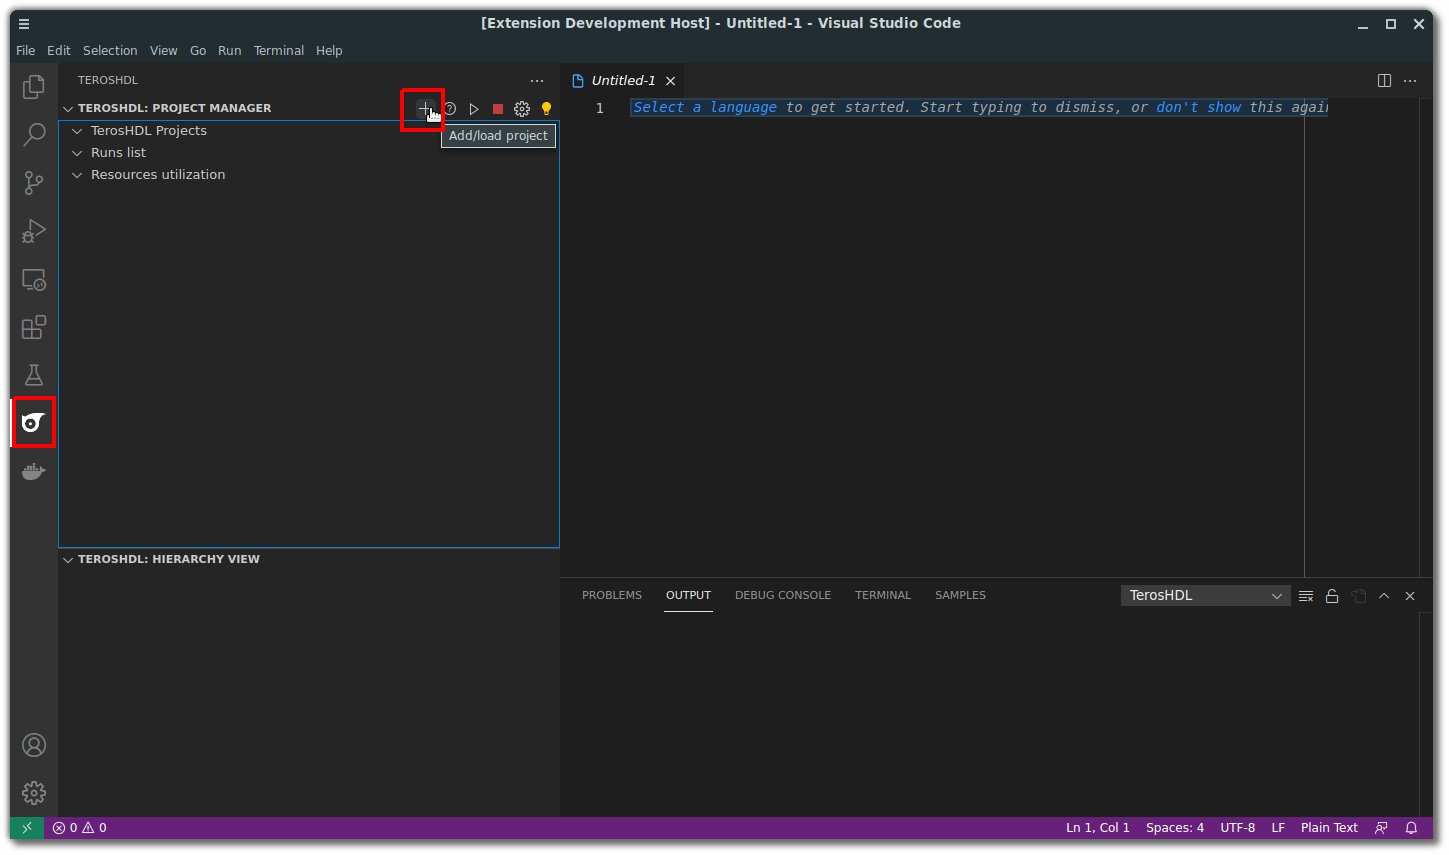 [Extension Development Host] - Untitled-1 - Visual Studio Code
File Edit Selection View Go Run Terminal Help
TEROSHDL
TEROSHDL: PROJECT MANAGER
Add/load project
TerosHDL Projects
Runs list
Resources utilization
TEROSHDL: HIERARCHY VIEW
Untitled-1
1 Select a language to get started. Start typing to dismiss, or don't show this again
PROBLEMS OUTPUT DEBUG CONSOLE TERMINAL SAMPLES TerosHDL
0 0 Ln 1, Col 1 Spaces: 4 UTF-8 LF Plain Text